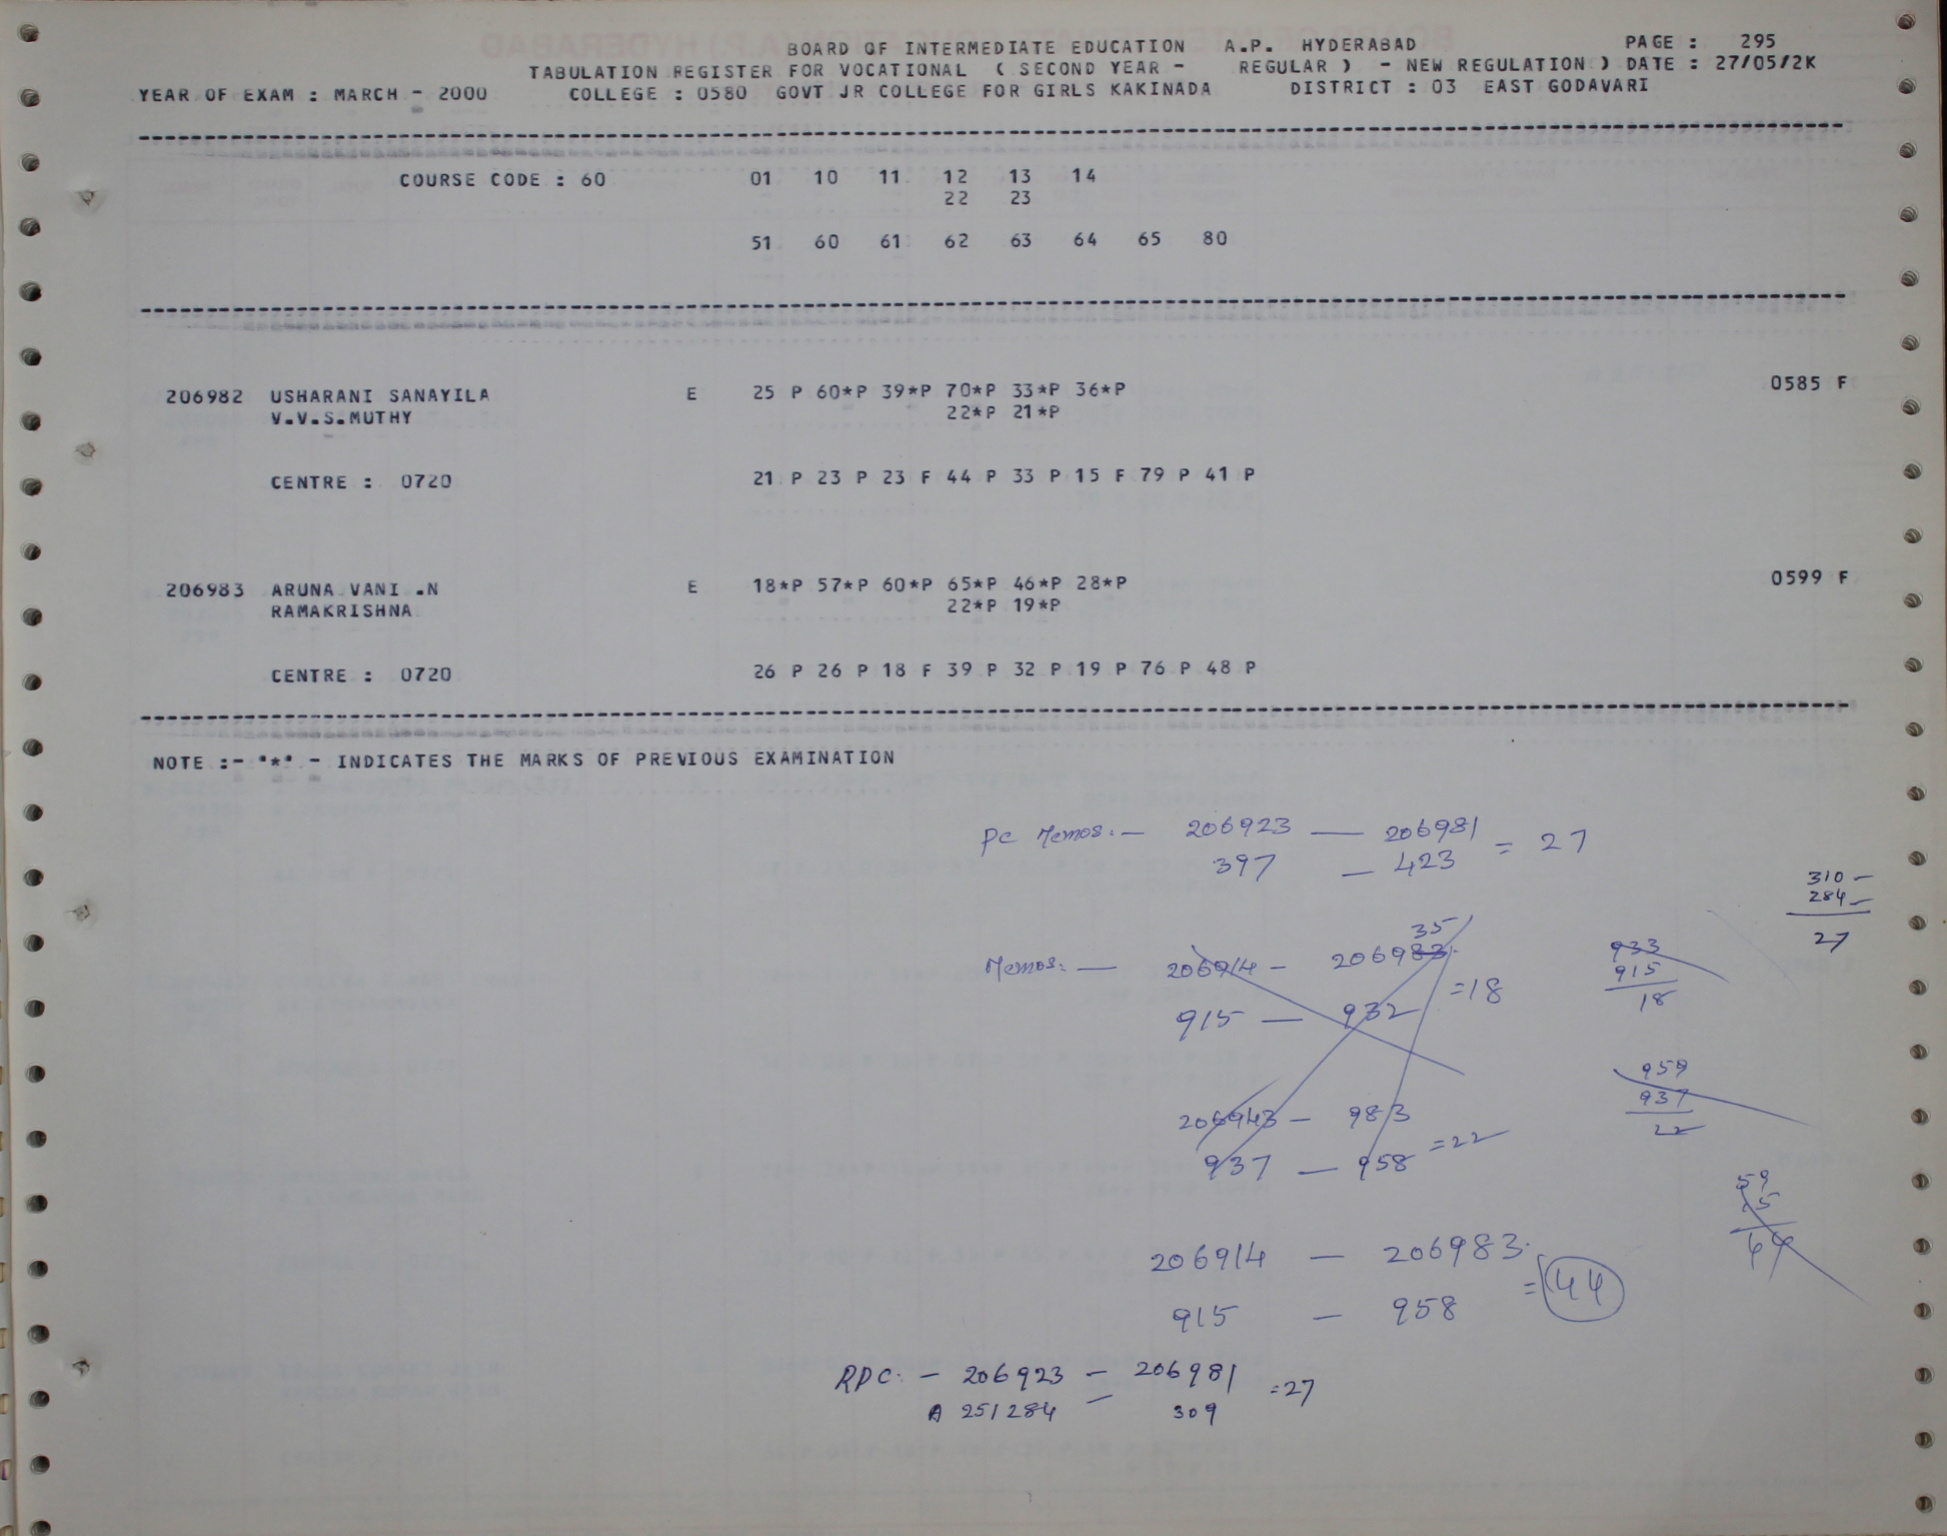 BOARD OF INTERMEDIATE EDUCATION A.P. HYDERABAD PAGE : 295
TABULATION REGISTER FOR VOCATIONAL ( SECOND YEAR - REGULAR ) - NEW REGULATION ) DATE : 27/05/2K
YEAR OF EXAM : MARCH - 2000 COLLEGE : 0580 GOVT JR COLLEGE FOR GIRLS KAKINADA DISTRICT : 03 EAST GODAVARI
COURSE CODE : 60 01 10 11 12 13 14
22 23
51 60 61 62 63 64 65 80
206982 USHARANI SANAYILA E 25 P 60*P 39*P 70*P 33*P 36*P 0585 F
V.V.S.MUTHY 22*P 21*P
CENTRE : 0720 21 P 23 P 23 F 44 P 33 P 15 F 79 P 41 P
206983 ARUNA VANI .N E 18*P 57*P 60*P 65*P 46*P 28*P 0599 F
RAMAKRISHNA 22*P 19*P
CENTRE : 0720 26 P 26 P 18 F 39 P 32 P 19 P 76 P 48 P
NOTE :- '*' - INDICATES THE MARKS OF PREVIOUS EXAMINATION
PC Memos:- 206923 — 206981
397 — 423 = 27
310 -
284 -
27
35
Memos: — 206914 - 206983
915 — 932 = 18
933
915
18
206943 - 983
937 — 958 = 22
959
937
22
59
15
44
206914 — 206983
915 - 958 = 44
RPC. - 206923 - 206981 = 27
A 251284 - 309